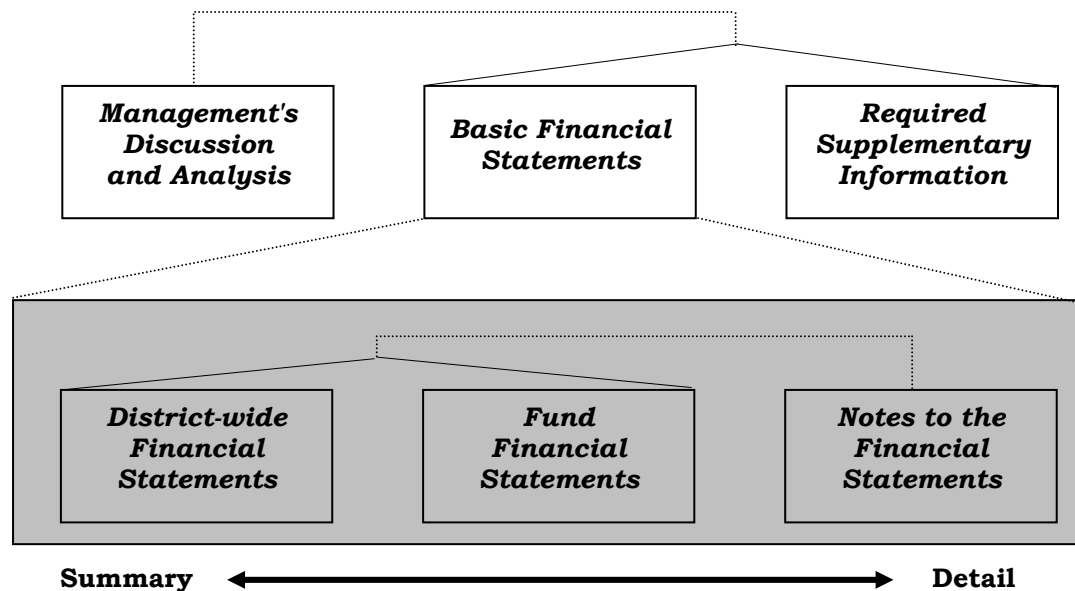 Management's
Discussion
and Analysis
Basic Financial
Statements
Required
Supplementary
Information
District-wide
Financial
Statements
Fund
Financial
Statements
Notes to the
Financial
Statements
Summary
Detail